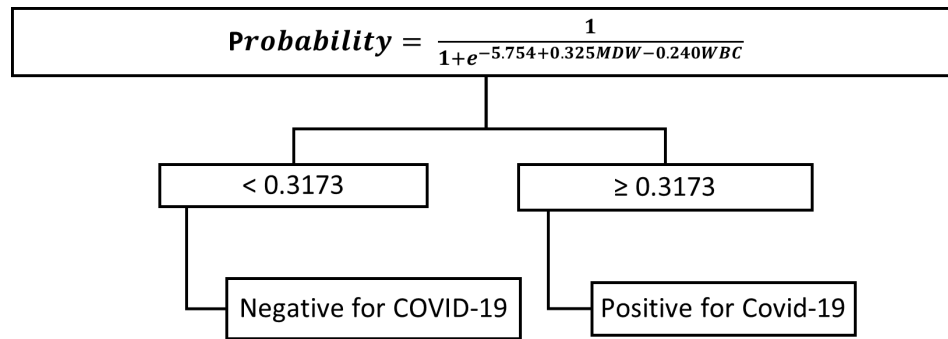 Probability = 1 / 1+e^−5.754+0.325MDW−0.240WBC
< 0.3173
≥ 0.3173
Negative for COVID-19
Positive for Covid-19